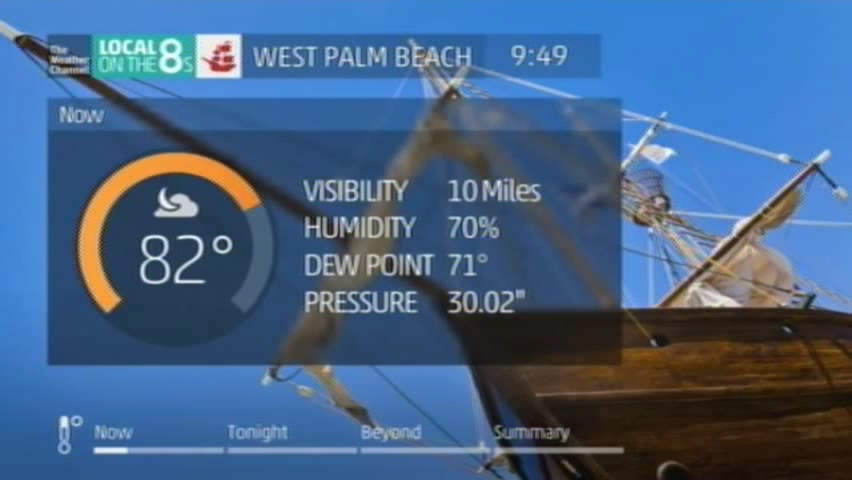 The Weather Channel
LOCAL ON THE 8s
WEST PALM BEACH 9:49
Now
82°
VISIBILITY 10 Miles
HUMIDITY 70%
DEW POINT 71°
PRESSURE 30.02"
Now Tonight Beyond Summary